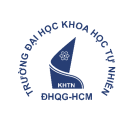 TRƯỜNG ĐẠI HỌC KHOA HỌC TỰ NHIÊN
KHTN
ĐHQG-HCM